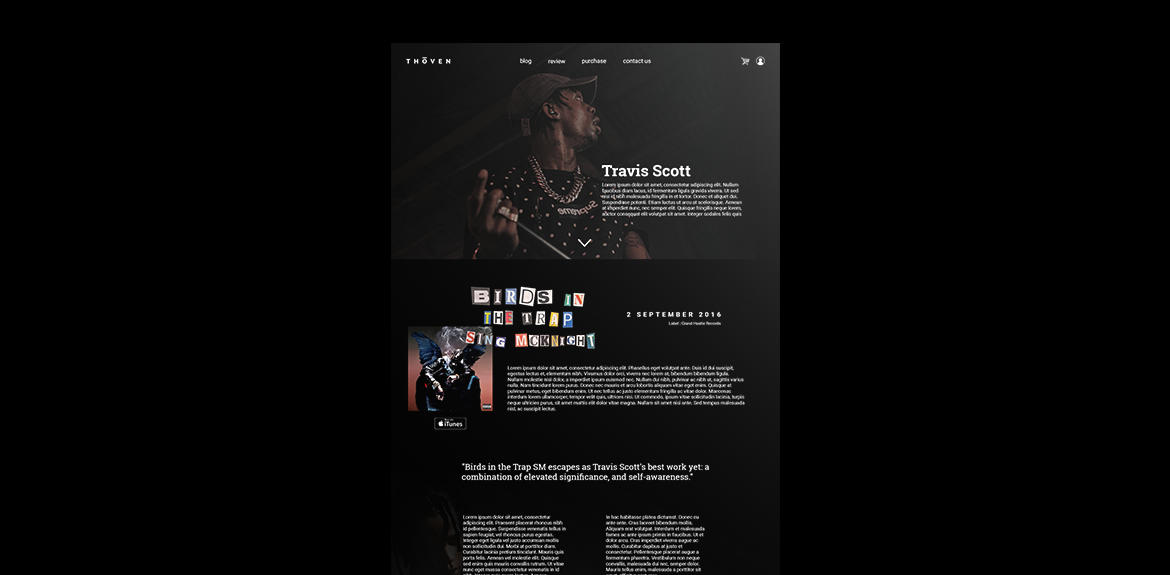 THŌVEN
blog review purchase contact us
Travis Scott
Lorem ipsum dolor sit amet, consectetur adipiscing elit. Nullam
faucibus diam lacus, id fermentum ligula gravida viverra. Ut sed
nisi id nibh malesuada fringilla in et tortor. Donec et aliquet dui.
Suspendisse potenti. Etiam luctus ut arcu at scelerisque. Aenean
at imperdiet nunc, nec semper elit. Quisque fringilla neque lorem,
auctor consequat elit volutpat sit amet. Integer sodales felis quis
Supreme
BIRDS IN
THE TRAP
SING MCKNIGHT
2 SEPTEMBER 2016
Label : Grand Hustle Records
Lorem ipsum dolor sit amet, consectetur adipiscing elit. Phasellus eget volutpat ante. Duis id dui suscipit,
egestas lectus et, elementum nibh. Vivamus dolor orci, viverra nec lorem at, bibendum bibendum ligula.
Nullam molestie nisi dolor, a imperdiet ipsum euismod nec. Nullam dui nibh, pulvinar ac nibh ut, sagittis varius
nulla. Nam tincidunt lorem purus. Donec nec mauris et arcu lobortis aliquam vitae eget enim. Quisque at
pulvinar metus, eget bibendum enim. Ut nec tellus ac justo elementum fringilla ac vitae dolor. Maecenas
interdum lorem ullamcorper, tempor elit quis, ultrices nisi. Ut commodo, ipsum vitae sollicitudin lacinia, turpis
neque ultricies purus, sit amet mattis elit dolor vitae magna. Nullam sit amet nisi ante. Sed tempus malesuada
nisl, ac suscipit lectus.
iTunes
"Birds in the Trap SM escapes as Travis Scott's best work yet: a
combination of elevated significance, and self-awareness."
Lorem ipsum dolor sit amet, consectetur
adipiscing elit. Praesent placerat rhoncus nibh
id pellentesque. Suspendisse venenatis tellus in
sapien feugiat, vel rhoncus purus egestas.
Integer eget ligula vel justo accumsan mollis
non sollicitudin dui. Morbi at porttitor diam.
Curabitur lacinia pretium tincidunt. Mauris quis
porta felis. Aenean vel molestie elit. Quisque
sed enim quis mauris convallis rutrum. Ut vitae
nunc eget massa consectetur venenatis in id
In hac habitasse platea dictumst. Donec eu
ante ante. Cras laoreet bibendum mollis.
Aliquam erat volutpat. Interdum et malesuada
fames ac ante ipsum primis in faucibus. Ut et
dolor arcu. Cras imperdiet viverra augue ac
mollis. Curabitur dapibus at justo et
consectetur. Pellentesque placerat augue a
fermentum pharetra. Vestibulum non neque
convallis, malesuada dui nec, ultrices nisi.
Etiam enim nulla, malesuada a porttitor sit